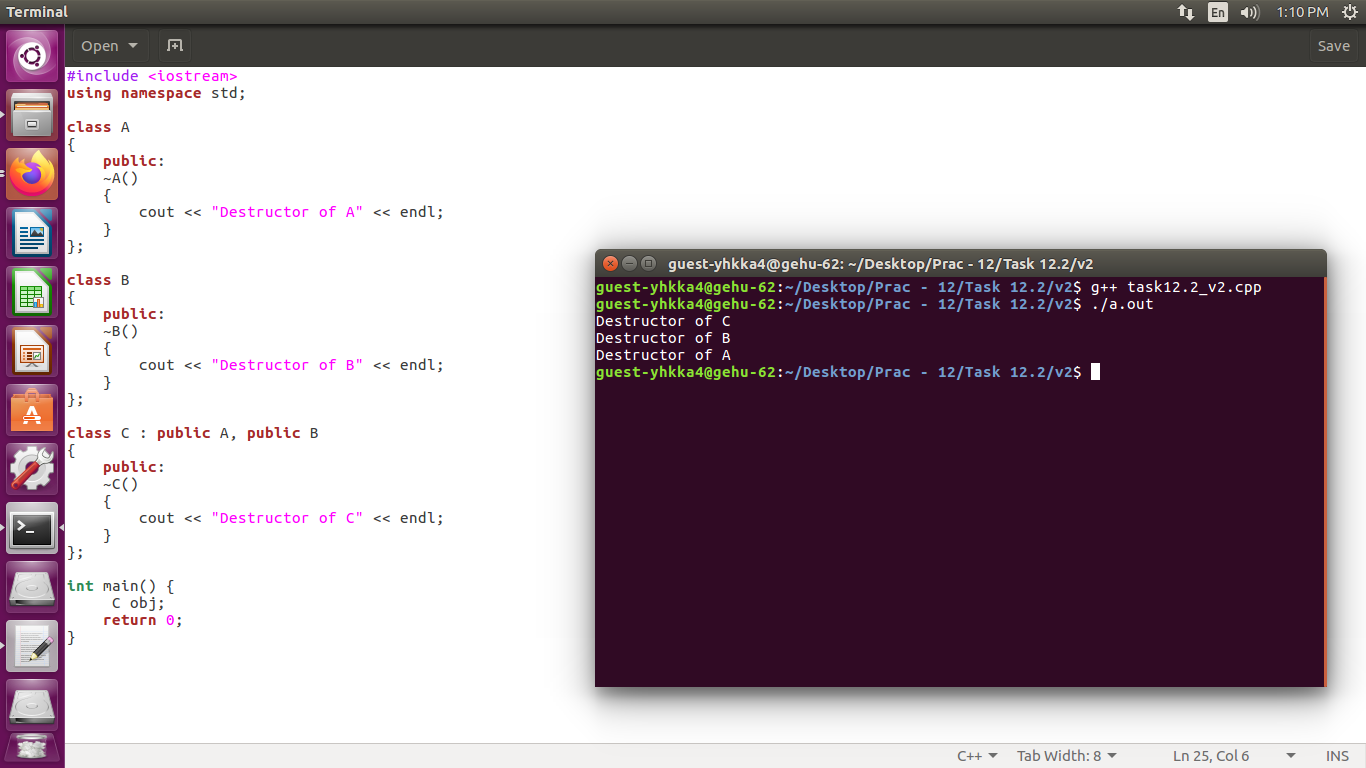 Terminal
En
1:10 PM
Open
Save
#include <iostream>
using namespace std;
class A
{
    public:
    ~A()
    {
        cout << "Destructor of A" << endl;
    }
};
class B
{
    public:
    ~B()
    {
        cout << "Destructor of B" << endl;
    }
};
class C : public A, public B
{
    public:
    ~C()
    {
        cout << "Destructor of C" << endl;
    }
};
int main() {
     C obj;
    return 0;
}
guest-yhkka4@gehu-62: ~/Desktop/Prac - 12/Task 12.2/v2
guest-yhkka4@gehu-62:~/Desktop/Prac - 12/Task 12.2/v2$ g++ task12.2_v2.cpp
guest-yhkka4@gehu-62:~/Desktop/Prac - 12/Task 12.2/v2$ ./a.out
Destructor of C
Destructor of B
Destructor of A
guest-yhkka4@gehu-62:~/Desktop/Prac - 12/Task 12.2/v2$
C++
Tab Width: 8
Ln 25, Col 6
INS